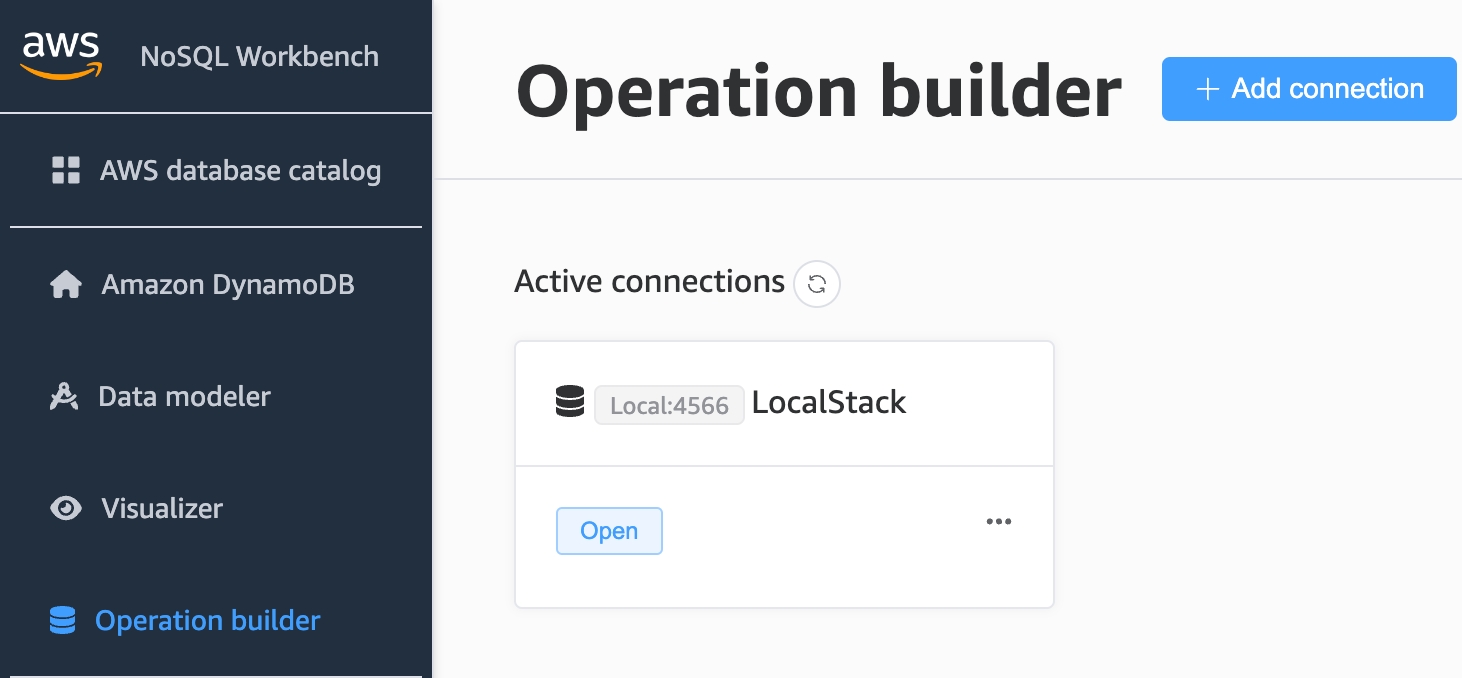 aws NoSQL Workbench
AWS database catalog
Amazon DynamoDB
Data modeler
Visualizer
Operation builder
Operation builder
Add connection
Active connections
Local:4566 LocalStack
Open